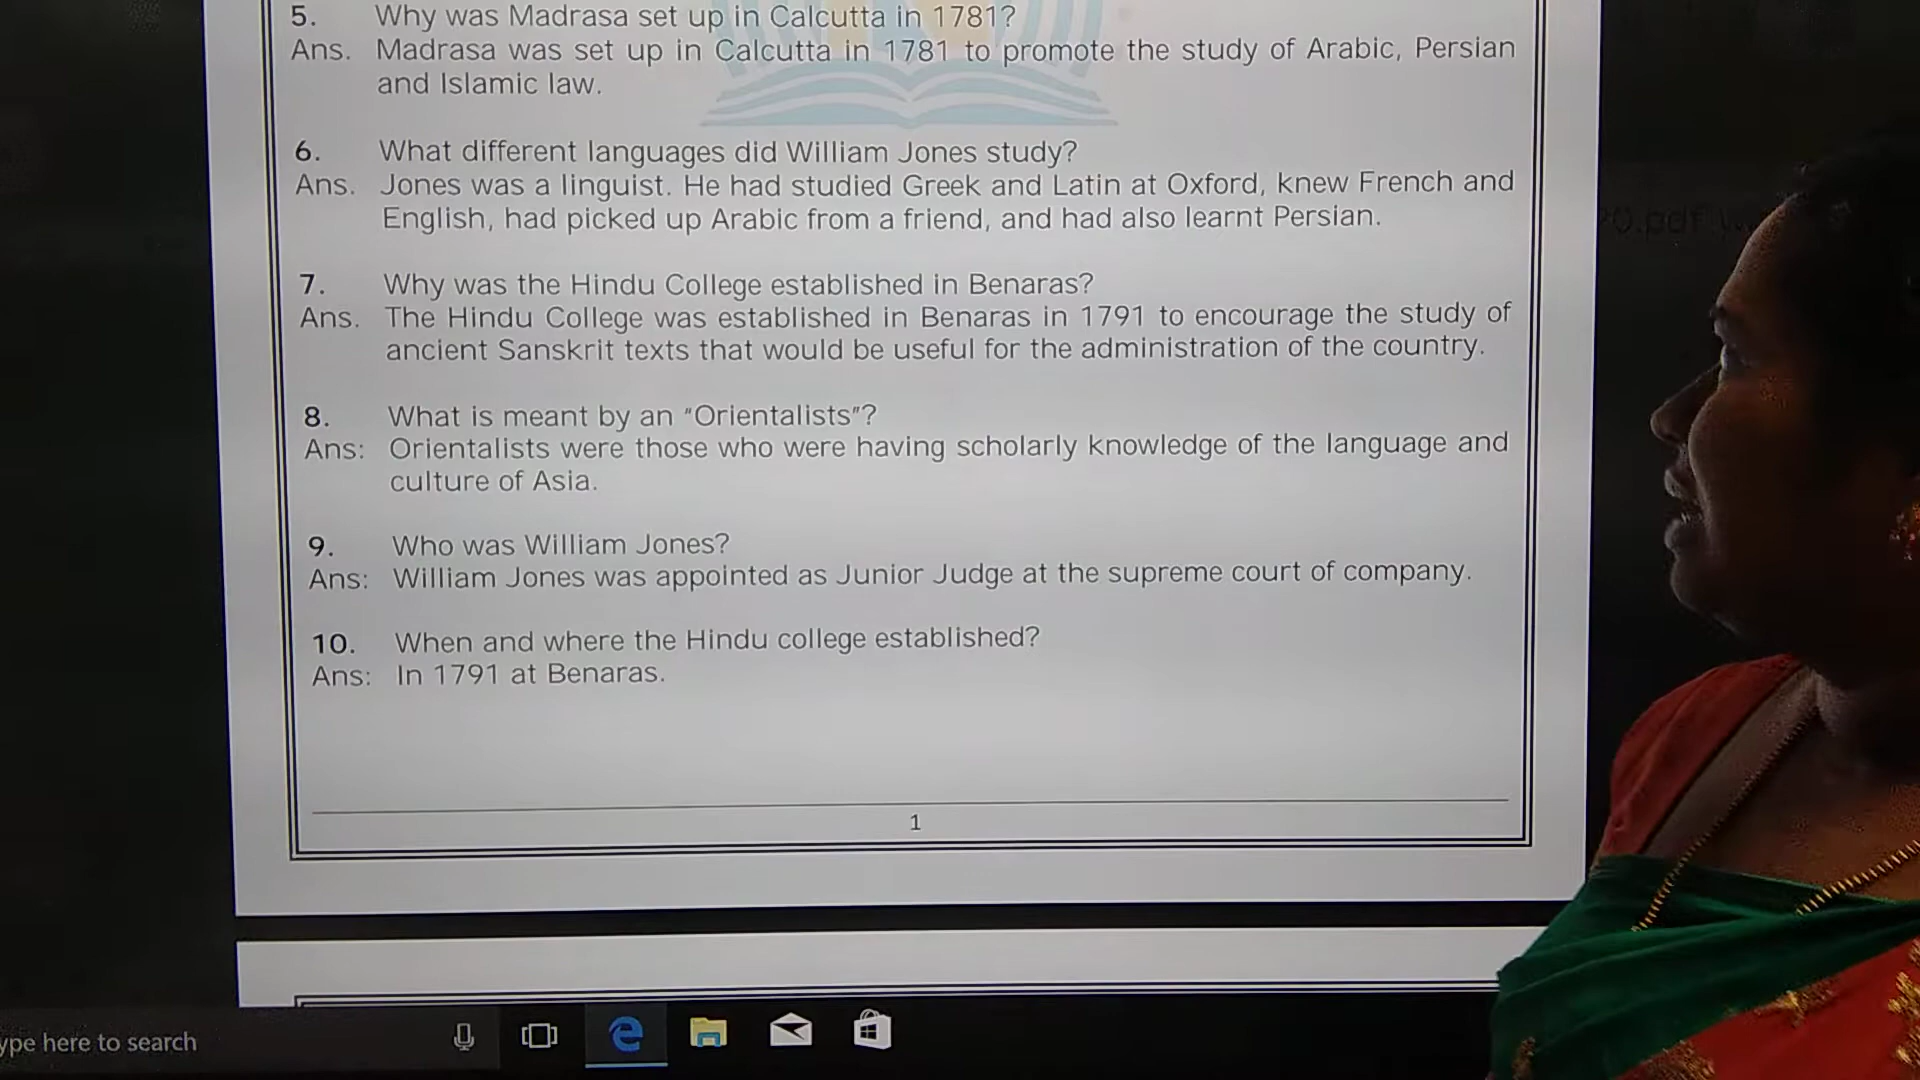 5. Why was Madrasa set up in Calcutta in 1781?
Ans. Madrasa was set up in Calcutta in 1781 to promote the study of Arabic, Persian
and Islamic law.
6. What different languages did William Jones study?
Ans. Jones was a linguist. He had studied Greek and Latin at Oxford, knew French and
English, had picked up Arabic from a friend, and had also learnt Persian.
7. Why was the Hindu College established in Benaras?
Ans. The Hindu College was established in Benaras in 1791 to encourage the study of
ancient Sanskrit texts that would be useful for the administration of the country.
8. What is meant by an “Orientalists”?
Ans: Orientalists were those who were having scholarly knowledge of the language and
culture of Asia.
9. Who was William Jones?
Ans: William Jones was appointed as Junior Judge at the supreme court of company.
10. When and where the Hindu college established?
Ans: In 1791 at Benaras.
1
ype here to search